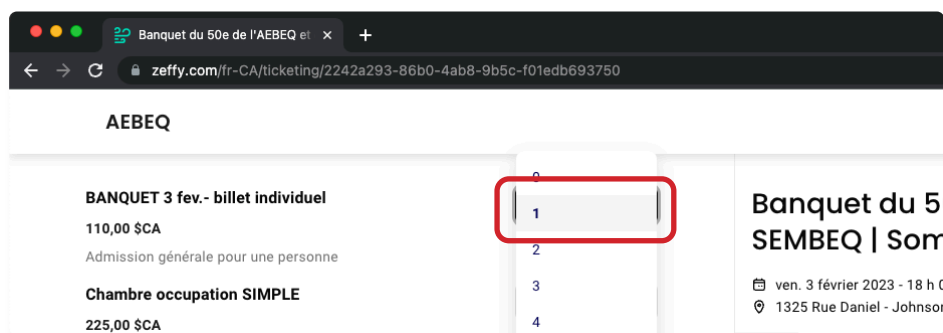 Banquet du 50e de l'AEBEQ et
zeffy.com/fr-CA/ticketing/2242a293-86b0-4ab8-9b5c-f01edb693750
AEBEQ
BANQUET 3 fev.- billet individuel
110,00 $CA
Admission générale pour une personne
Chambre occupation SIMPLE
225,00 $CA
0
1
2
3
4
Banquet du 5
SEMBEQ | Som
ven. 3 février 2023 - 18 h 0
1325 Rue Daniel - Johnson